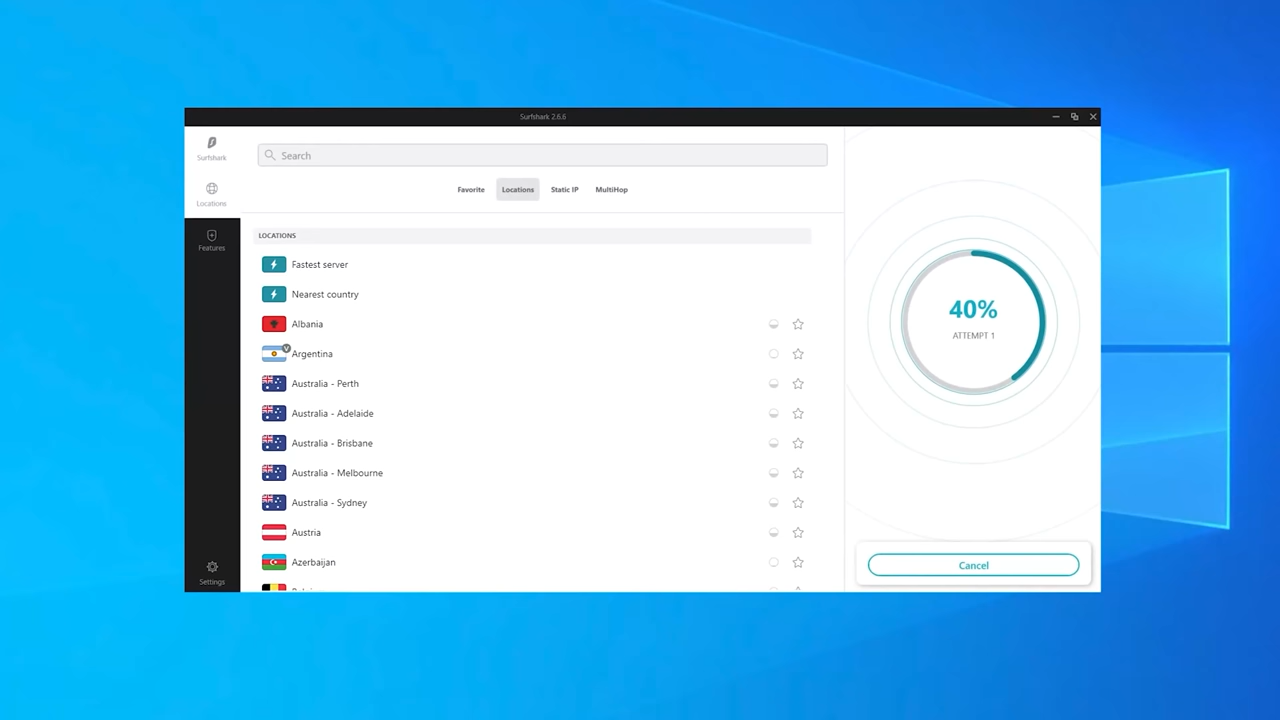 Surfshark 2.6.6
Surfshark
Locations
Features
Settings
Search
Favorite
Locations
Static IP
MultiHop
LOCATIONS
Fastest server
Nearest country
Albania
V
Argentina
Australia - Perth
Australia - Adelaide
Australia - Brisbane
Australia - Melbourne
Australia - Sydney
Austria
Azerbaijan
40%
ATTEMPT 1
Cancel